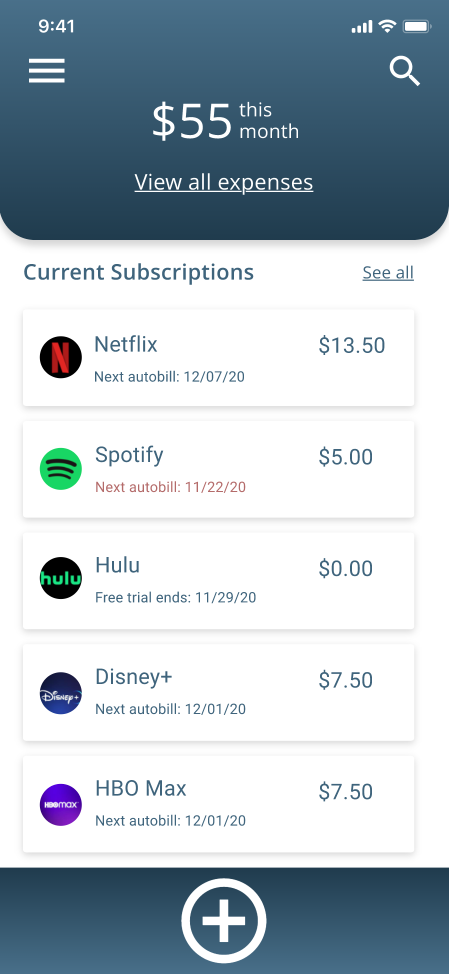 9:41
$55 this
month
View all expenses
Current Subscriptions See all
N Netflix $13.50
Next autobill: 12/07/20
Spotify $5.00
Next autobill: 11/22/20
hulu Hulu $0.00
Free trial ends: 11/29/20
Disney+ Disney+ $7.50
Next autobill: 12/01/20
HBOmax HBO Max $7.50
Next autobill: 12/01/20